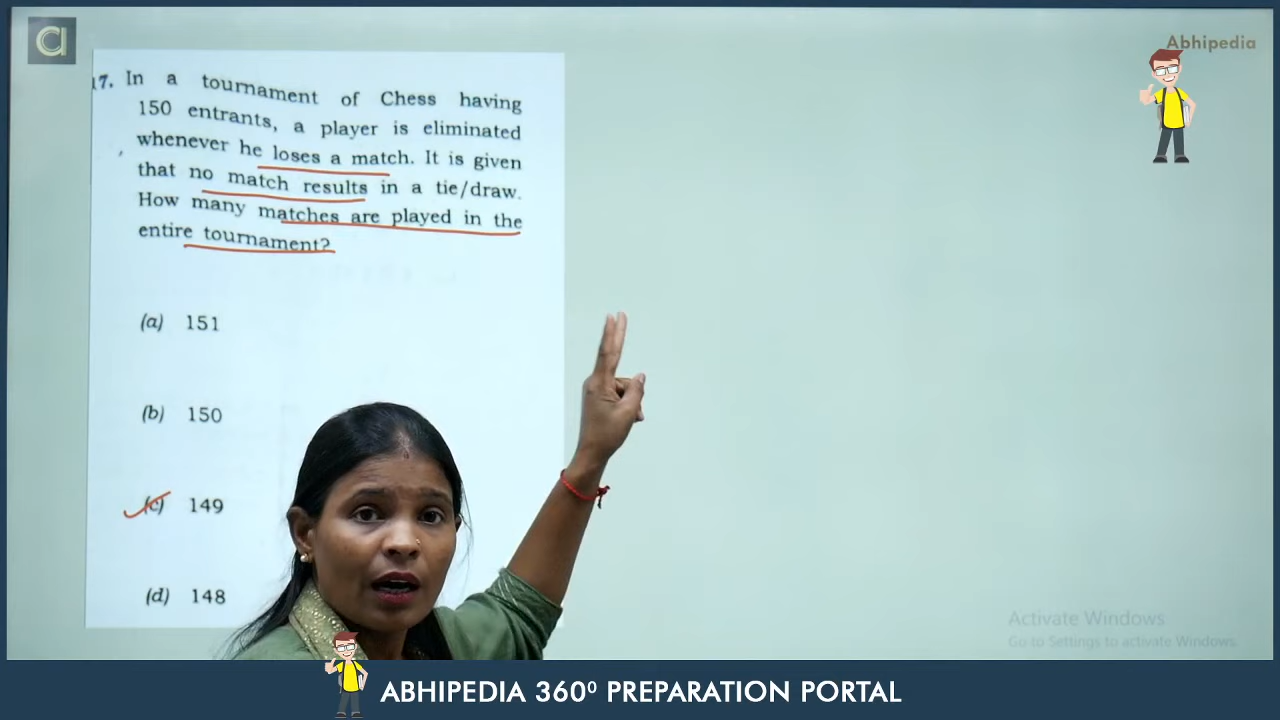 a
Abhipedia
17. In a tournament of Chess having
150 entrants, a player is eliminated
whenever he loses a match. It is given
that no match results in a tie/draw.
How many matches are played in the
entire tournament?
(a) 151
(b) 150
(c) 149
(d) 148
Activate Windows
Go to Settings to activate Windows.
ABHIPEDIA 360⁰ PREPARATION PORTAL